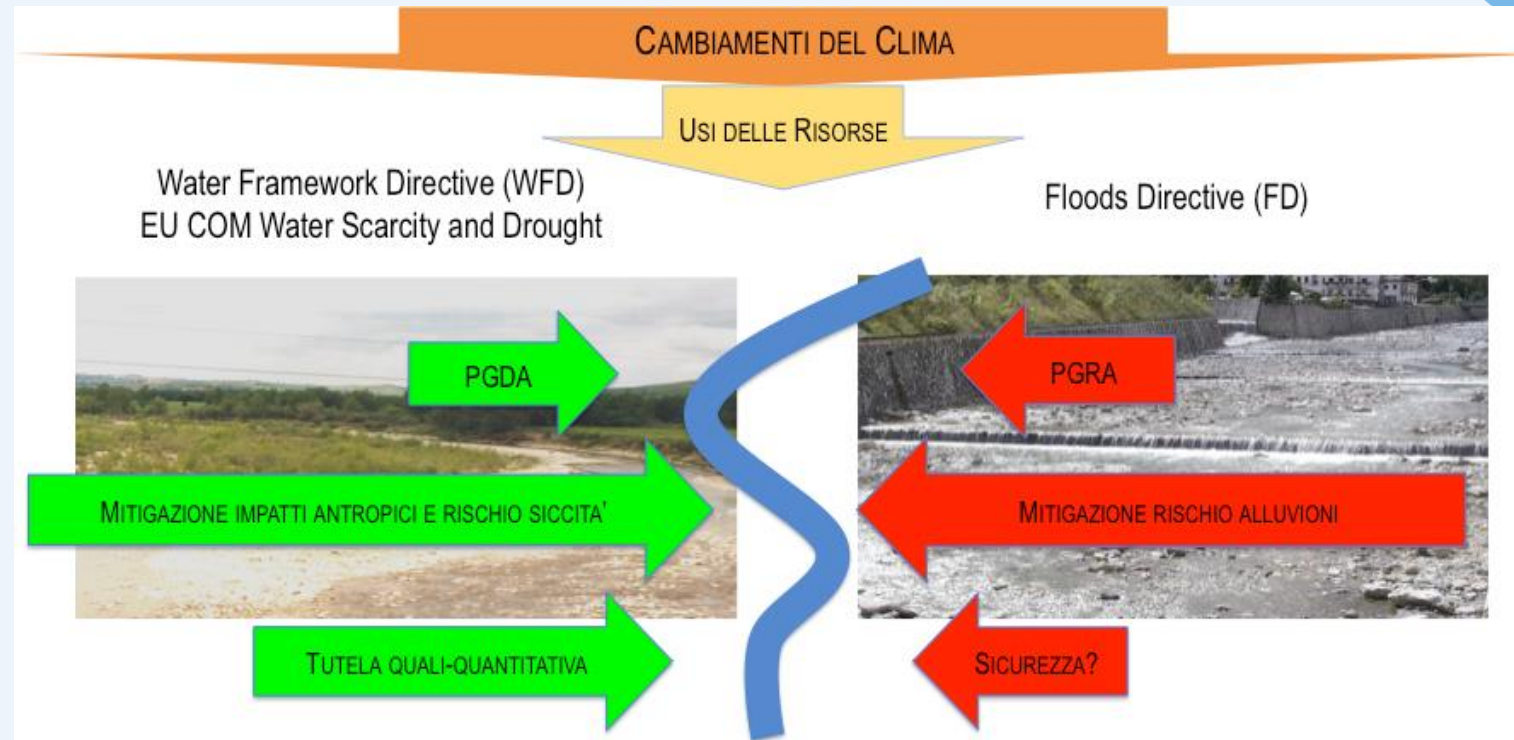 CAMBIAMENTI DEL CLIMA
USI DELLE RISORSE
Water Framework Directive (WFD)
EU COM Water Scarcity and Drought
Floods Directive (FD)
PGDA
PGRA
MITIGAZIONE IMPATTI ANTROPICI E RISCHIO SICCITA'
MITIGAZIONE RISCHIO ALLUVIONI
TUTELA QUALI-QUANTITATIVA
SICUREZZA?